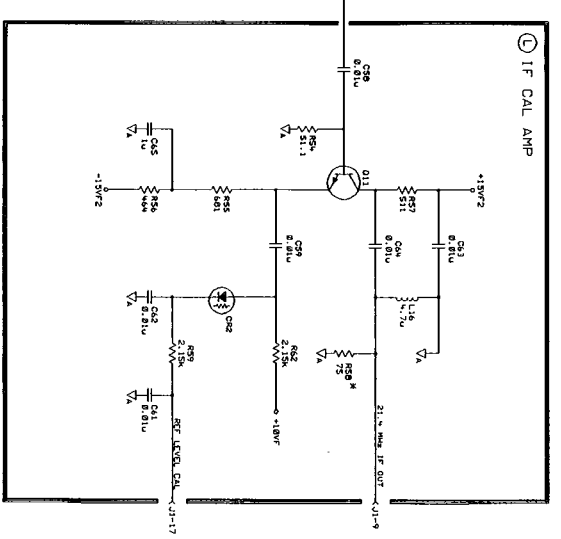 Ⓛ IF CAL AMP
C58
0.01u
R54
51.1
A
Q11
+15VF2
R57
511
C63
0.01u
C64
0.01u
L16
4.7u
A
R58 *
75
A
21.4 MHz IF OUT
J1-9
C65
1u
A
-15VF2
R56
464
R55
681
C59
0.01u
CR2
R62
2.15k
+10VF
C62
0.01u
A
R59
2.15k
C61
0.01u
A
REF LEVEL CAL
J1-17